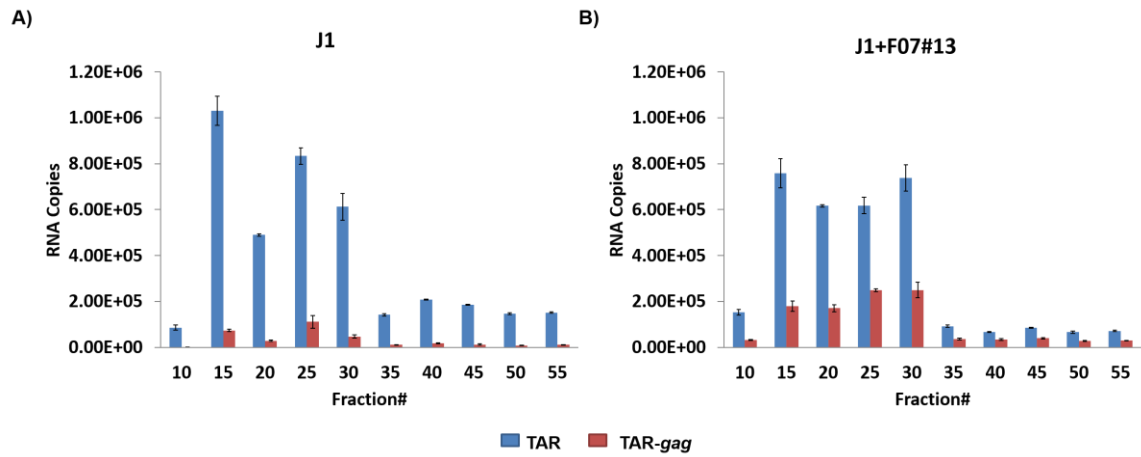 A)
J1
1.20E+06
1.00E+06
8.00E+05
6.00E+05
4.00E+05
2.00E+05
0.00E+00
RNA Copies
10 15 20 25 30 35 40 45 50 55
Fraction#
B)
J1+F07#13
1.20E+06
1.00E+06
8.00E+05
6.00E+05
4.00E+05
2.00E+05
0.00E+00
RNA Copies
10 15 20 25 30 35 40 45 50 55
Fraction#
TAR TAR-gag